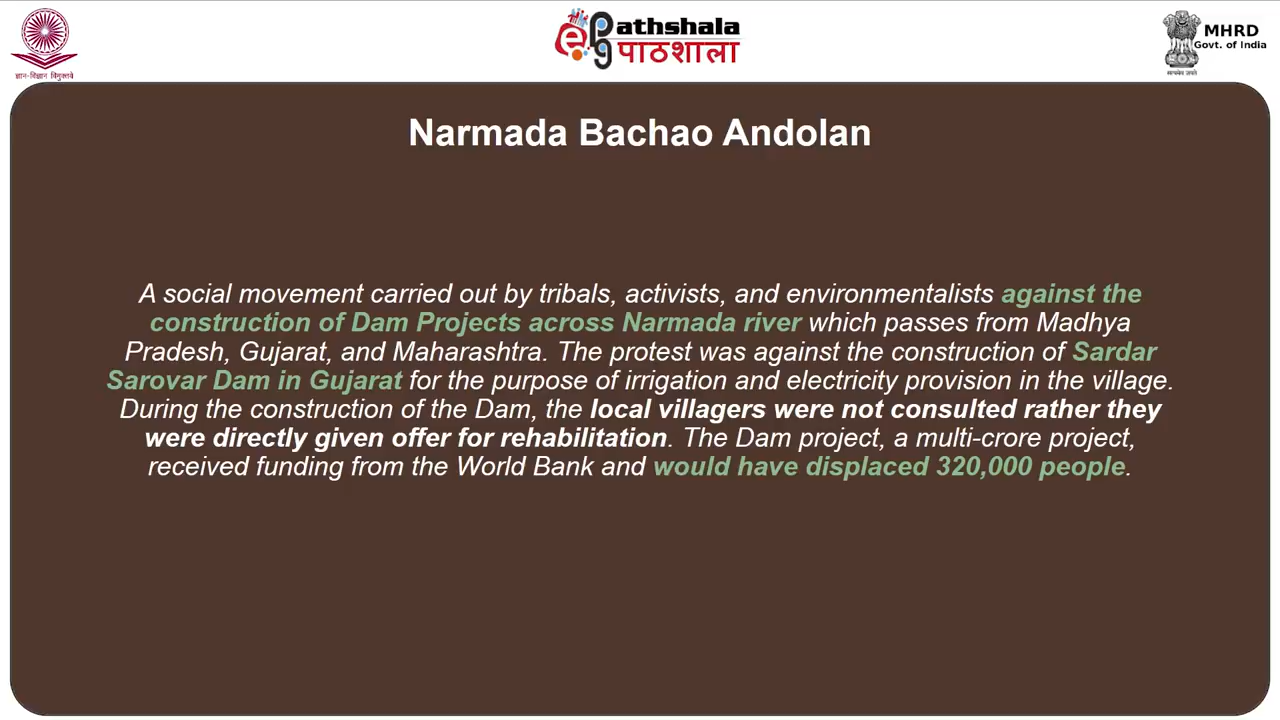 ज्ञान-विज्ञान विमुक्तये
ePathshala
पाठशाला
MHRD
Govt. of India
सत्यमेव जयते
Narmada Bachao Andolan
A social movement carried out by tribals, activists, and environmentalists against the
construction of Dam Projects across Narmada river which passes from Madhya
Pradesh, Gujarat, and Maharashtra. The protest was against the construction of Sardar
Sarovar Dam in Gujarat for the purpose of irrigation and electricity provision in the village.
During the construction of the Dam, the local villagers were not consulted rather they
were directly given offer for rehabilitation. The Dam project, a multi-crore project,
received funding from the World Bank and would have displaced 320,000 people.